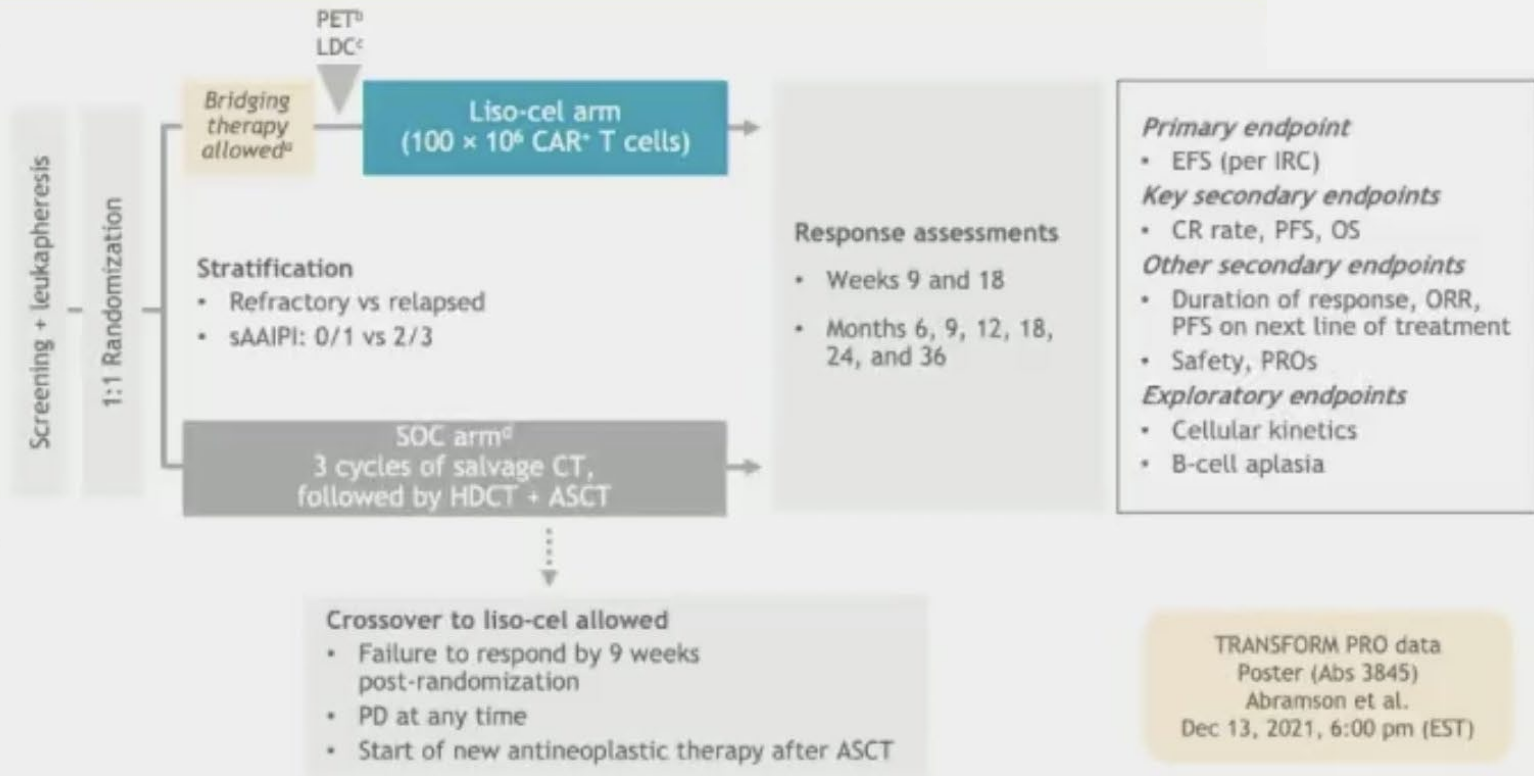 PETᵇ
LDCᶜ
Bridging
therapy
allowedᵃ
Liso-cel arm
(100 × 10⁶ CAR⁺ T cells)
Screening + leukapheresis
1:1 Randomization
Stratification
• Refractory vs relapsed
• sAAIPI: 0/1 vs 2/3
SOC armᵈ
3 cycles of salvage CT,
followed by HDCT + ASCT
Response assessments
• Weeks 9 and 18
• Months 6, 9, 12, 18,
24, and 36
Primary endpoint
• EFS (per IRC)
Key secondary endpoints
• CR rate, PFS, OS
Other secondary endpoints
• Duration of response, ORR,
PFS on next line of treatment
• Safety, PROs
Exploratory endpoints
• Cellular kinetics
• B-cell aplasia
Crossover to liso-cel allowed
• Failure to respond by 9 weeks
post-randomization
• PD at any time
• Start of new antineoplastic therapy after ASCT
TRANSFORM PRO data
Poster (Abs 3845)
Abramson et al.
Dec 13, 2021, 6:00 pm (EST)